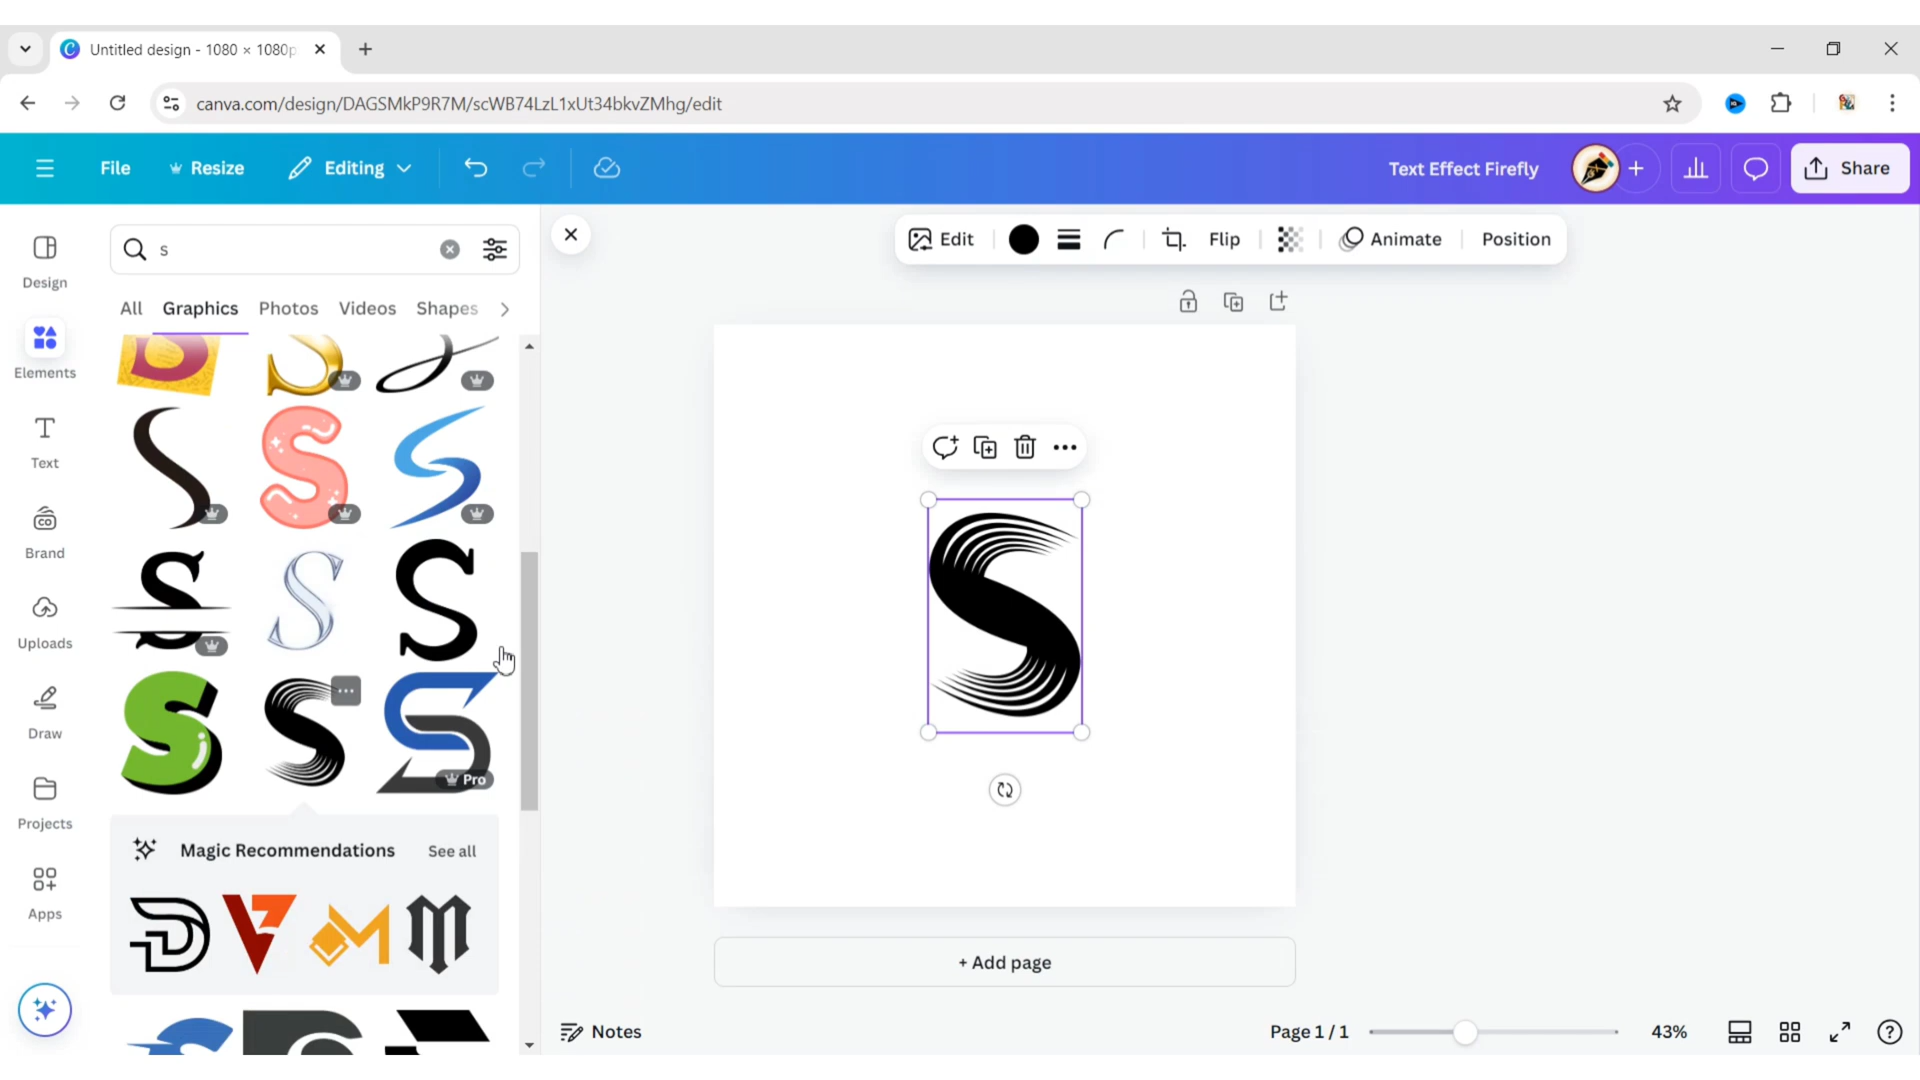 Untitled design - 1080 × 1080p
canva.com/design/DAGSMkP9R7M/scWB74LzL1xUt34bkvZMhg/edit
File
Resize
Editing
Text Effect Firefly
Share
s
Edit
Flip
Animate
Position
Design
All
Graphics
Photos
Videos
Shapes
Elements
Text
Brand
Uploads
Draw
Projects
Apps
Pro
Magic Recommendations
See all
+ Add page
Notes
Page 1 / 1
43%